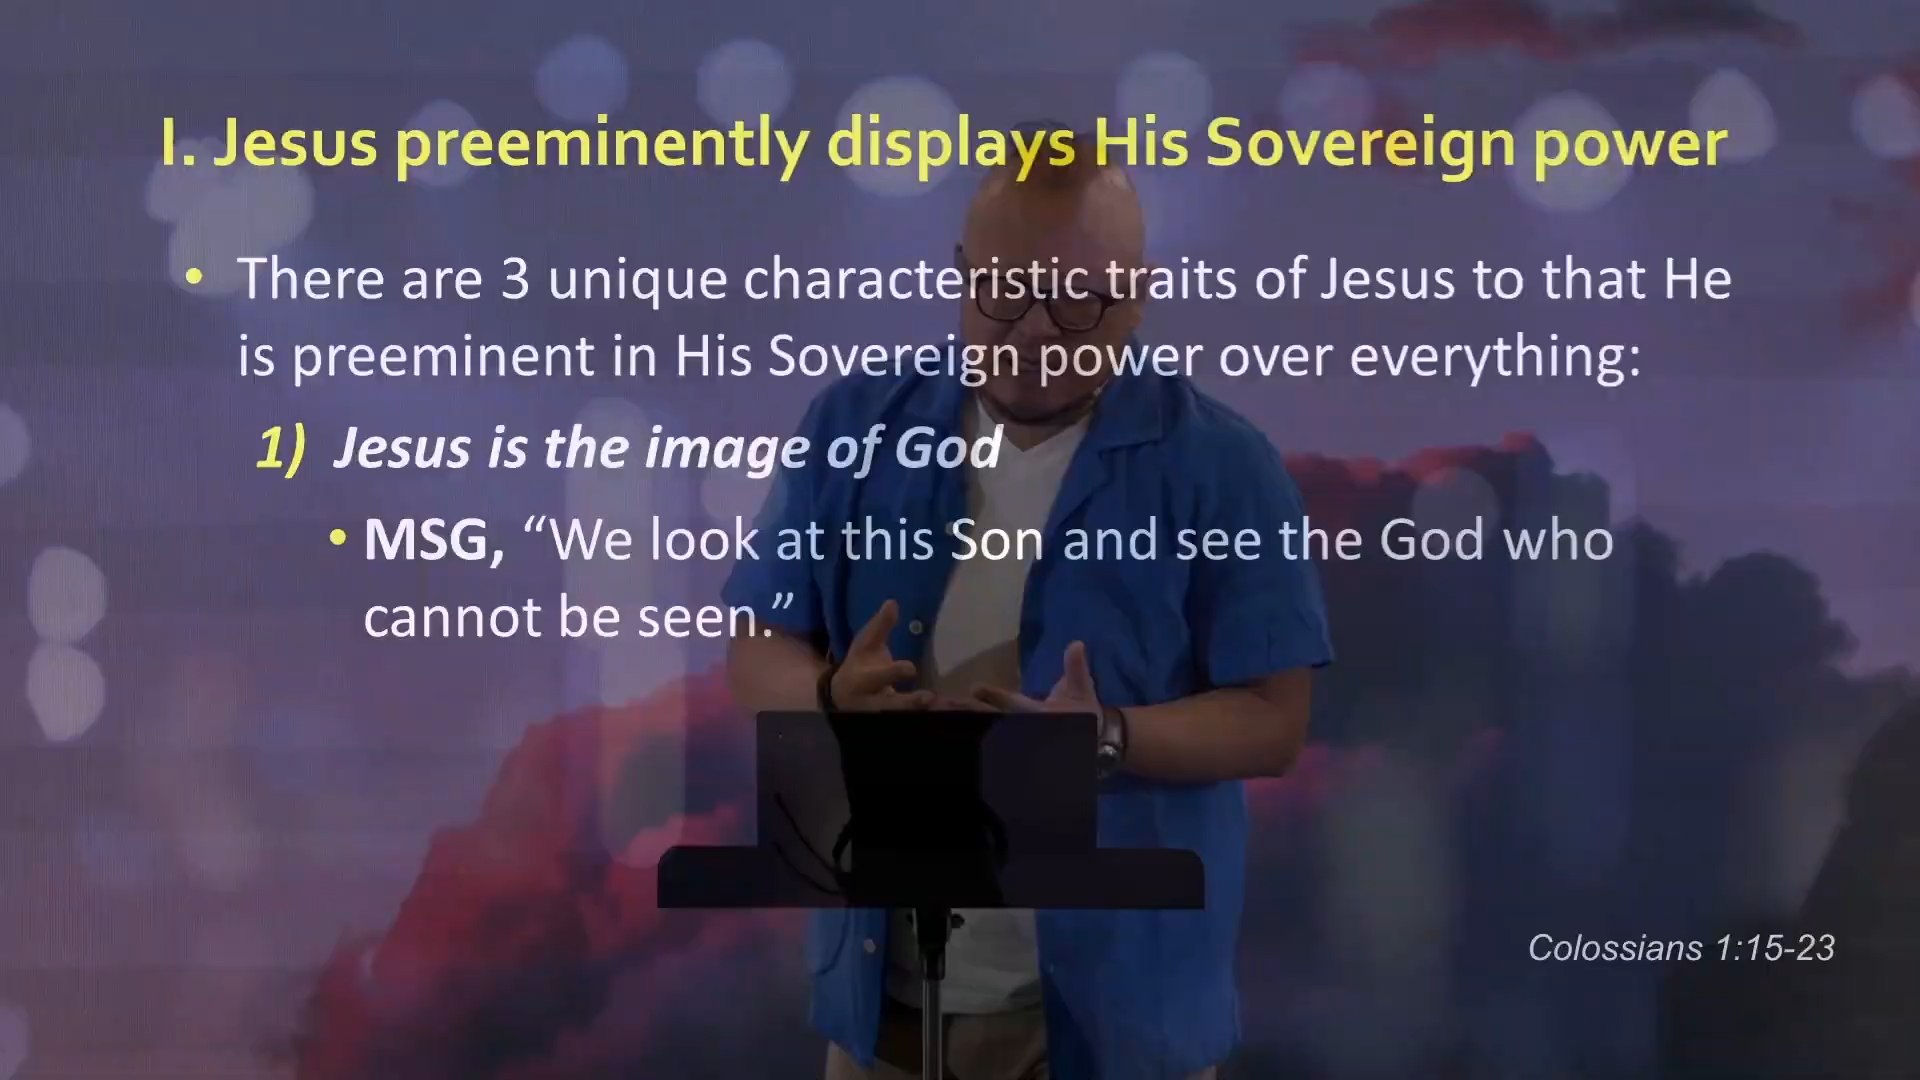 I. Jesus preeminently displays His Sovereign power
• There are 3 unique characteristic traits of Jesus to that He
is preeminent in His Sovereign power over everything:
1) Jesus is the image of God
• MSG, “We look at this Son and see the God who
cannot be seen.”
Colossians 1:15-23